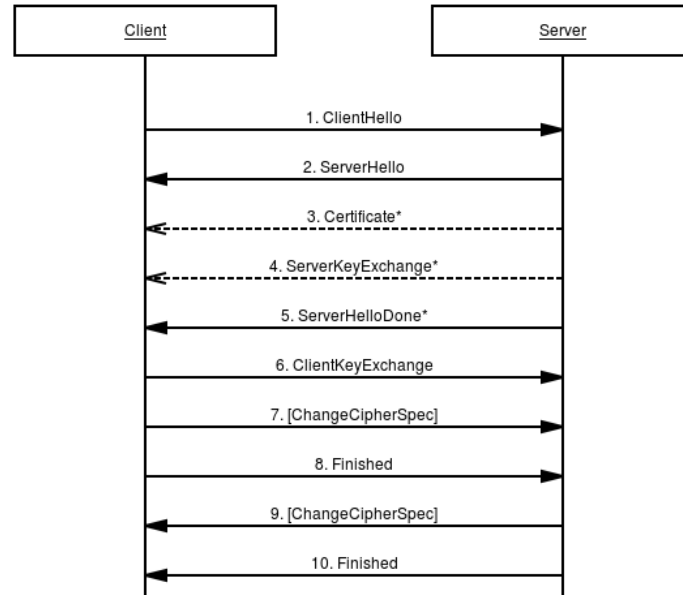 Client
Server
1. ClientHello
2. ServerHello
3. Certificate*
4. ServerKeyExchange*
5. ServerHelloDone*
6. ClientKeyExchange
7. [ChangeCipherSpec]
8. Finished
9. [ChangeCipherSpec]
10. Finished